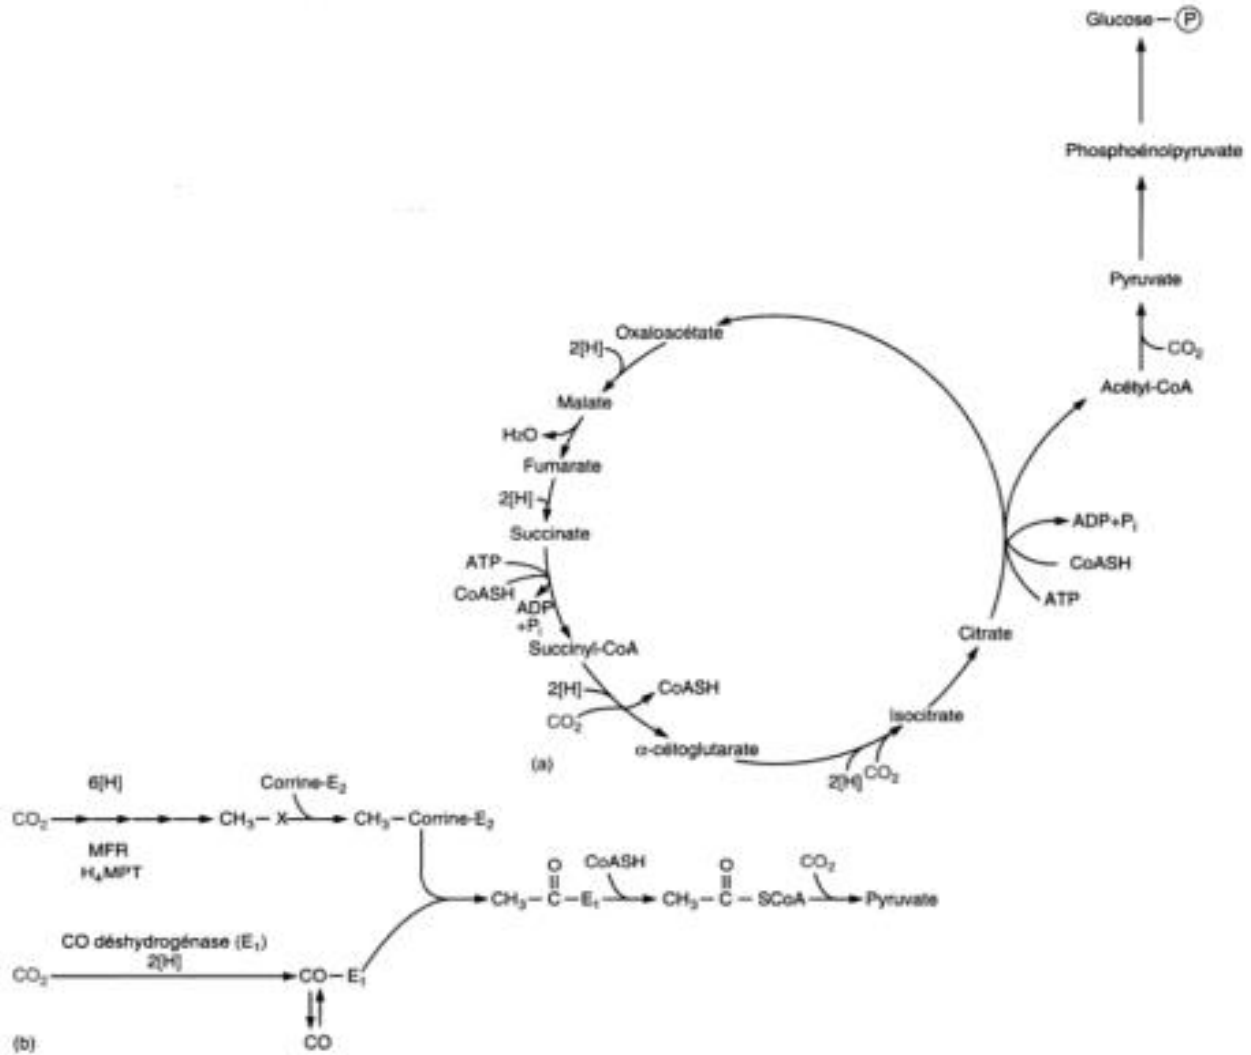 Glucose — P
Phosphoénolpyruvate
Pyruvate
CO₂
Acétyl-CoA
Oxaloacétate
2[H]
Malate
H₂O
Fumarate
2[H]
Succinate
ATP
CoASH
ADP
+Pᵢ
Succinyl-CoA
2[H]
CoASH
CO₂
α-cétoglutarate
2[H]
CO₂
Isocitrate
Citrate
ADP+Pᵢ
CoASH
ATP
(a)
6[H]
Corrine-E₂
CO₂
CH₃ — X
CH₃ — Corrine-E₂
MFR
H₄MPT
O
CoASH
O
CO₂
CH₃ — C — E₁
CH₃ — C — SCoA
Pyruvate
CO déshydrogénase (E₁)
2[H]
CO₂
CO — E₁
CO
(b)